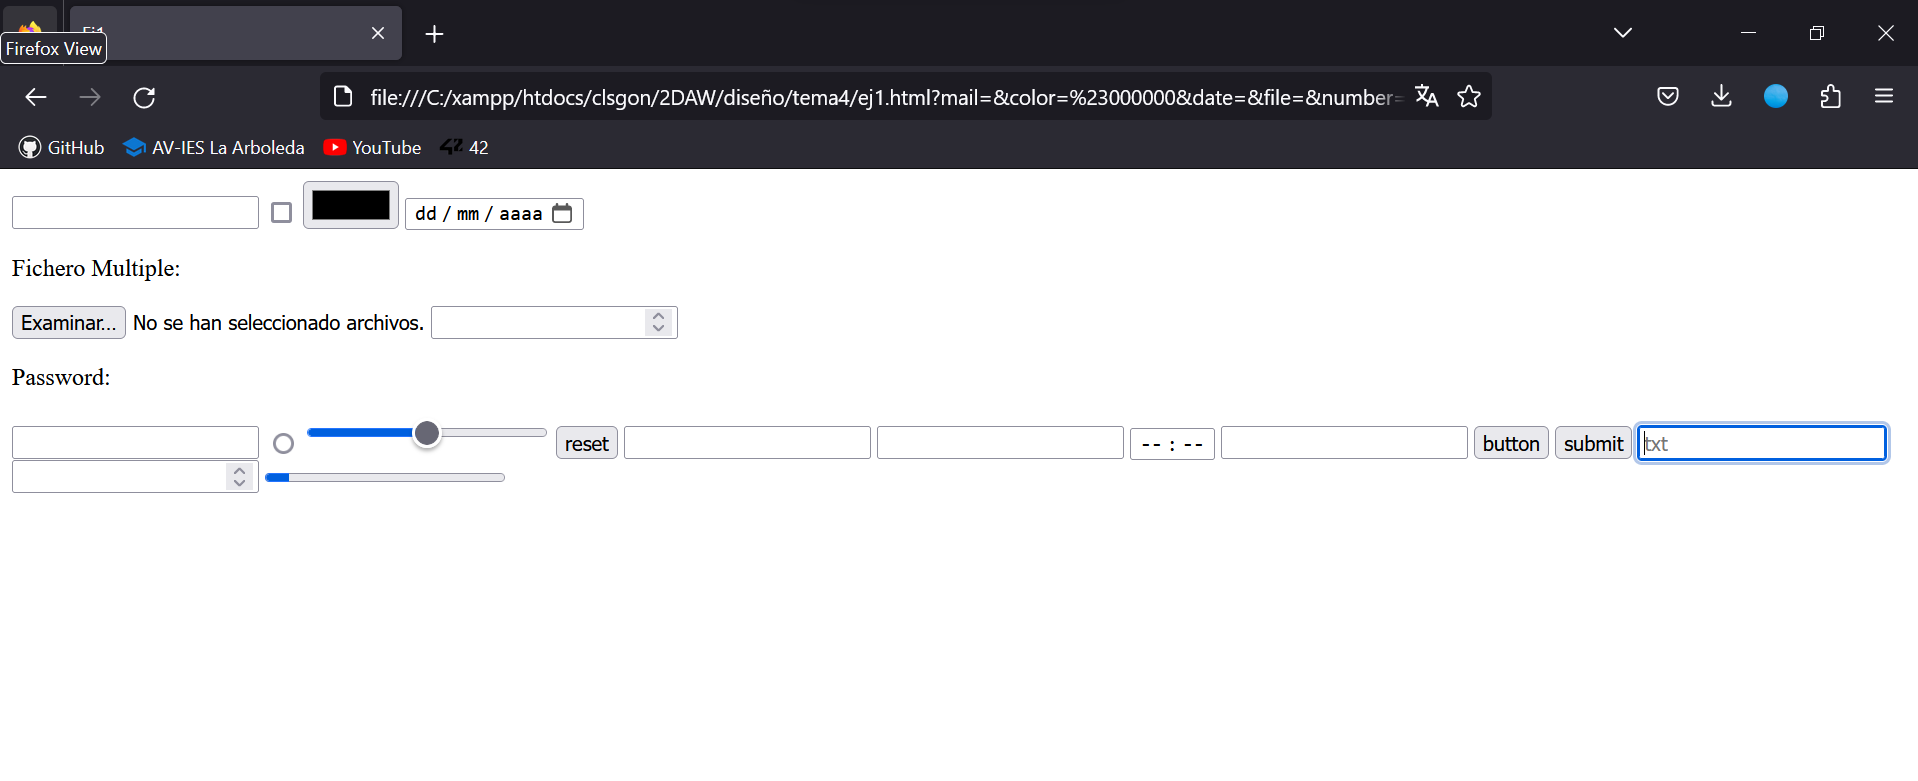 Ej1
Firefox View
file:///C:/xampp/htdocs/clsgon/2DAW/diseño/tema4/ej1.html?mail=&color=%23000000&date=&file=&number=
GitHub AV-IES La Arboleda YouTube 42
dd / mm / aaaa
Fichero Multiple:
Examinar... No se han seleccionado archivos.
Password:
reset -- : -- button submit txt